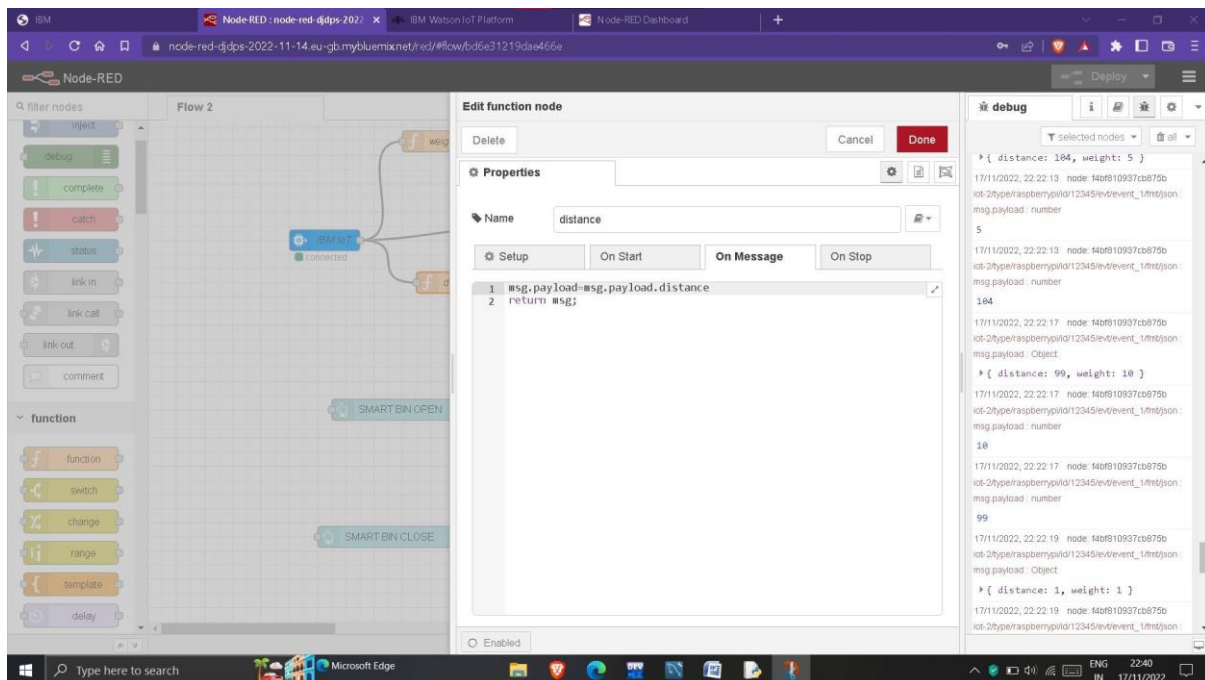 IBM
Node-RED : node-red-djdps-2022
IBM Watson IoT Platform
Node-RED Dashboard
node-red-djdps-2022-11-14.eu-gb.mybluemix.net/red/#flow/bd6e31219dae466e
Node-RED
Deploy
filter nodes
inject
debug
complete
catch
status
link in
link call
link out
comment
function
function
switch
change
range
template
delay
Flow 2
weig
IBM IoT
connected
d
SMART BIN OPEN
SMART BIN CLOSE
Edit function node
Delete
Cancel
Done
Properties
Name
distance
Setup
On Start
On Message
On Stop
1 msg.payload=msg.payload.distance
2 return msg;
Enabled
debug
i
selected nodes
all
{ distance: 104, weight: 5 }
17/11/2022, 22:22:13 node: f4bf810937cb875b
iot-2/type/raspberrypi/id/12345/evt/event_1/fmt/json :
msg.payload : number
5
17/11/2022, 22:22:13 node: f4bf810937cb875b
iot-2/type/raspberrypi/id/12345/evt/event_1/fmt/json :
msg.payload : number
104
17/11/2022, 22:22:17 node: f4bf810937cb875b
iot-2/type/raspberrypi/id/12345/evt/event_1/fmt/json :
msg.payload : Object
{ distance: 99, weight: 10 }
17/11/2022, 22:22:17 node: f4bf810937cb875b
iot-2/type/raspberrypi/id/12345/evt/event_1/fmt/json :
msg.payload : number
10
17/11/2022, 22:22:17 node: f4bf810937cb875b
iot-2/type/raspberrypi/id/12345/evt/event_1/fmt/json :
msg.payload : number
99
17/11/2022, 22:22:19 node: f4bf810937cb875b
iot-2/type/raspberrypi/id/12345/evt/event_1/fmt/json :
msg.payload : Object
{ distance: 1, weight: 1 }
17/11/2022, 22:22:19 node: f4bf810937cb875b
iot-2/type/raspberrypi/id/12345/evt/event_1/fmt/json :
Type here to search
Microsoft Edge
DEV
ENG
IN
22:40
17/11/2022